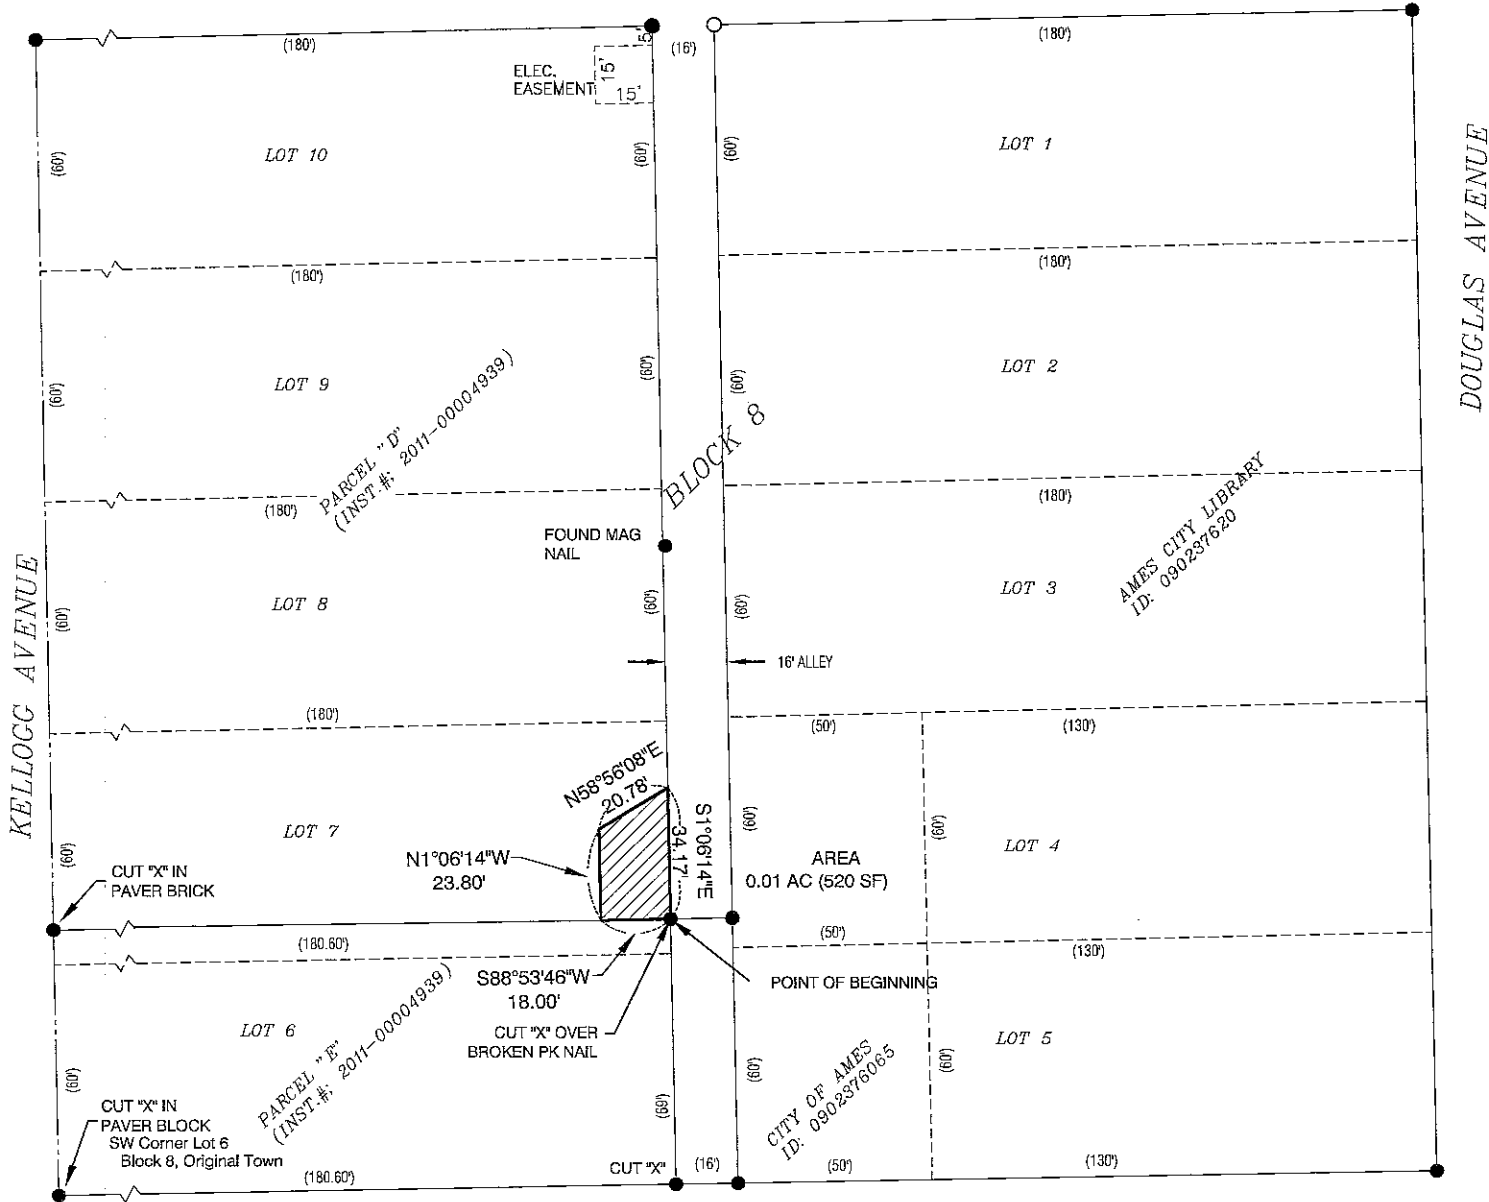 (180')
5'
(16')
(180')
ELEC.
EASEMENT
15'
15'
LOT 10
(60')
(60')
(60')
LOT 1
DOUGLAS AVENUE
(180')
(180')
LOT 9
(60')
(60')
(60')
LOT 2
PARCEL "D"
(INST.#; 2011-00004939)
BLOCK 8
(180')
(180')
FOUND MAG
NAIL
AMES CITY LIBRARY
ID: 090237620
KELLOGG AVENUE
LOT 8
(60')
(60')
(60')
LOT 3
16' ALLEY
(180')
(50')
(130')
N58°56'08"E
20.78'
S1°06'14"E
34.17'
LOT 7
(60')
(60')
(60')
LOT 4
N1°06'14"W
23.80'
AREA
0.01 AC (520 SF)
CUT "X" IN
PAVER BRICK
(180.60')
(50')
(130')
S88°53'46"W
18.00'
POINT OF BEGINNING
CUT "X" OVER
BROKEN PK NAIL
LOT 6
PARCEL "E"
(INST.#; 2011-00004939)
(60')
(69')
(60')
(60')
LOT 5
CITY OF AMES
ID: 0902376065
CUT "X" IN
PAVER BLOCK
SW Corner Lot 6
Block 8, Original Town
(180.60')
CUT "X"
(16')
(50')
(130')